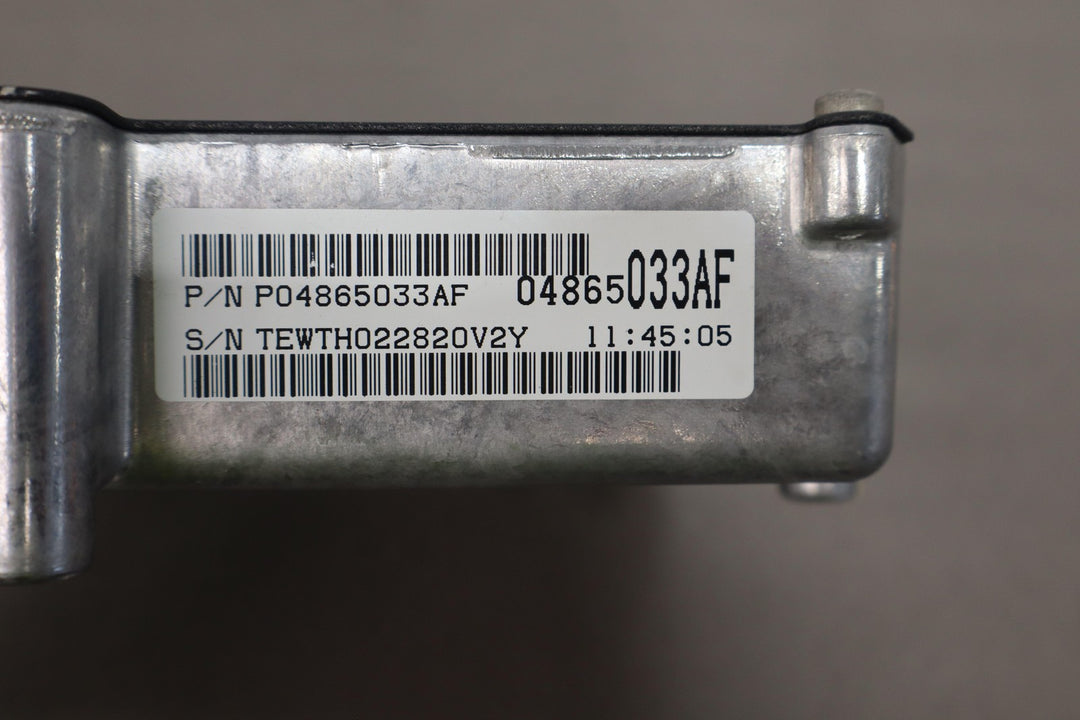 P/N P04865033AF 04865033AF
S/N TEWTH022820V2Y 11:45:05